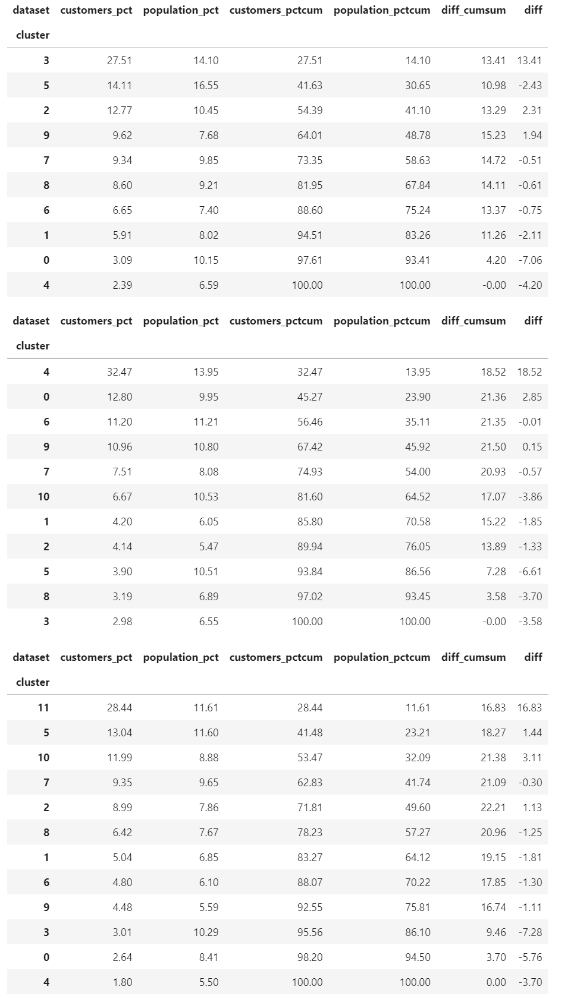 dataset customers_pct population_pct customers_pctcum population_pctcum diff_cumsum diff
cluster
3 27.51 14.10 27.51 14.10 13.41 13.41
5 14.11 16.55 41.63 30.65 10.98 -2.43
2 12.77 10.45 54.39 41.10 13.29 2.31
9 9.62 7.68 64.01 48.78 15.23 1.94
7 9.34 9.85 73.35 58.63 14.72 -0.51
8 8.60 9.21 81.95 67.84 14.11 -0.61
6 6.65 7.40 88.60 75.24 13.37 -0.75
1 5.91 8.02 94.51 83.26 11.26 -2.11
0 3.09 10.15 97.61 93.41 4.20 -7.06
4 2.39 6.59 100.00 100.00 -0.00 -4.20
dataset customers_pct population_pct customers_pctcum population_pctcum diff_cumsum diff
cluster
4 32.47 13.95 32.47 13.95 18.52 18.52
0 12.80 9.95 45.27 23.90 21.36 2.85
6 11.20 11.21 56.46 35.11 21.35 -0.01
9 10.96 10.80 67.42 45.92 21.50 0.15
7 7.51 8.08 74.93 54.00 20.93 -0.57
10 6.67 10.53 81.60 64.52 17.07 -3.86
1 4.20 6.05 85.80 70.58 15.22 -1.85
2 4.14 5.47 89.94 76.05 13.89 -1.33
5 3.90 10.51 93.84 86.56 7.28 -6.61
8 3.19 6.89 97.02 93.45 3.58 -3.70
3 2.98 6.55 100.00 100.00 -0.00 -3.58
dataset customers_pct population_pct customers_pctcum population_pctcum diff_cumsum diff
cluster
11 28.44 11.61 28.44 11.61 16.83 16.83
5 13.04 11.60 41.48 23.21 18.27 1.44
10 11.99 8.88 53.47 32.09 21.38 3.11
7 9.35 9.65 62.83 41.74 21.09 -0.30
2 8.99 7.86 71.81 49.60 22.21 1.13
8 6.42 7.67 78.23 57.27 20.96 -1.25
1 5.04 6.85 83.27 64.12 19.15 -1.81
6 4.80 6.10 88.07 70.22 17.85 -1.30
9 4.48 5.59 92.55 75.81 16.74 -1.11
3 3.01 10.29 95.56 86.10 9.46 -7.28
0 2.64 8.41 98.20 94.50 3.70 -5.76
4 1.80 5.50 100.00 100.00 0.00 -3.70